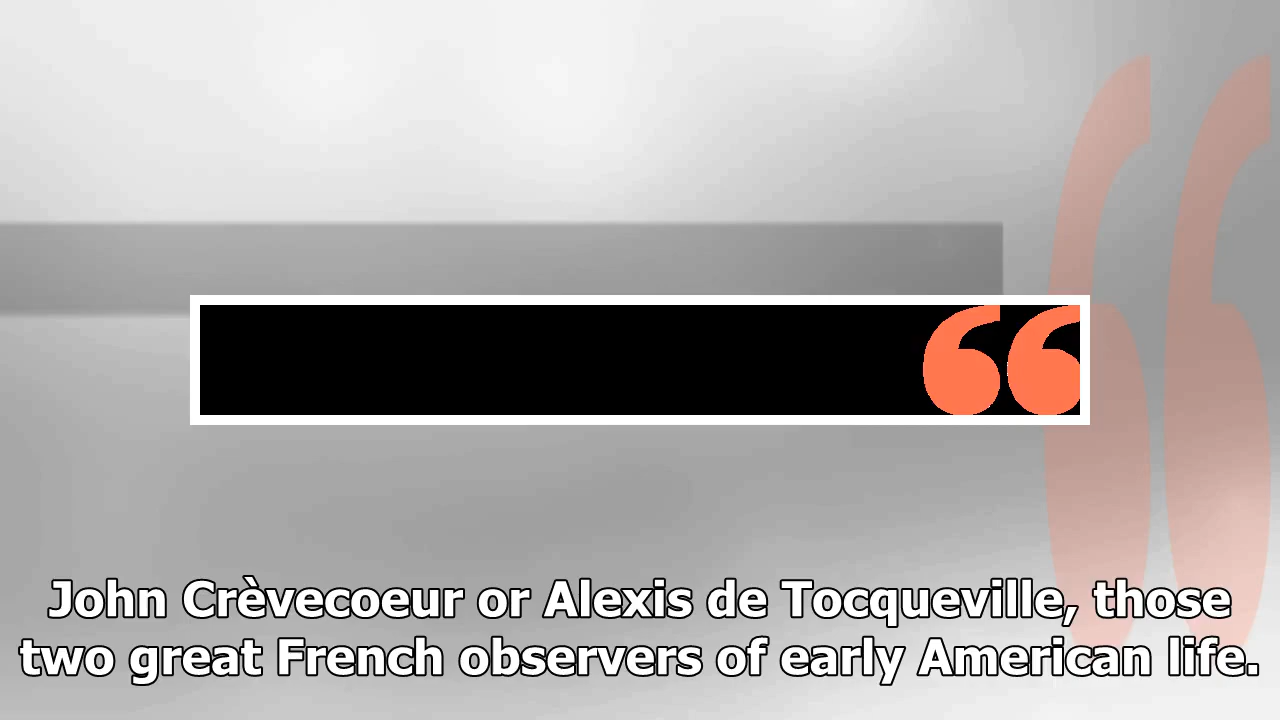 John Crèvecoeur or Alexis de Tocqueville, those
two great French observers of early American life.